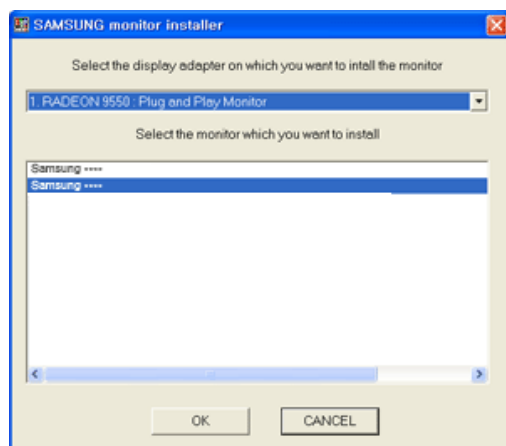 SAMSUNG monitor installer
Select the display adapter on which you want to intall the monitor
1. RADEON 9550 : Plug and Play Monitor
Select the monitor which you want to install
Samsung ----
Samsung ----
OK
CANCEL